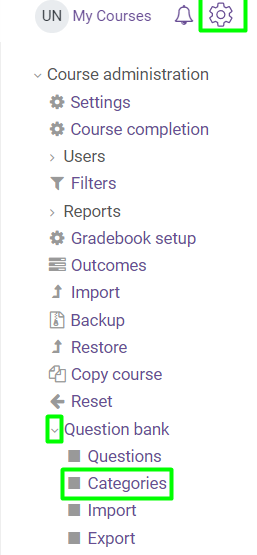 UN My Courses
Course administration
Settings
Course completion
Users
Filters
Reports
Gradebook setup
Outcomes
Import
Backup
Restore
Copy course
Reset
Question bank
Questions
Categories
Import
Export